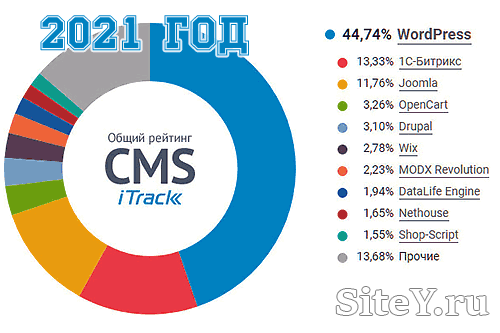 2021 ГОД
Общий рейтинг
CMS
iTrack
44,74% WordPress
13,33% 1С-Битрикс
11,76% Joomla
3,26% OpenCart
3,10% Drupal
2,78% Wix
2,23% MODX Revolution
1,94% DataLife Engine
1,65% Nethouse
1,55% Shop-Script
13,68% Прочие
SiteY.ru